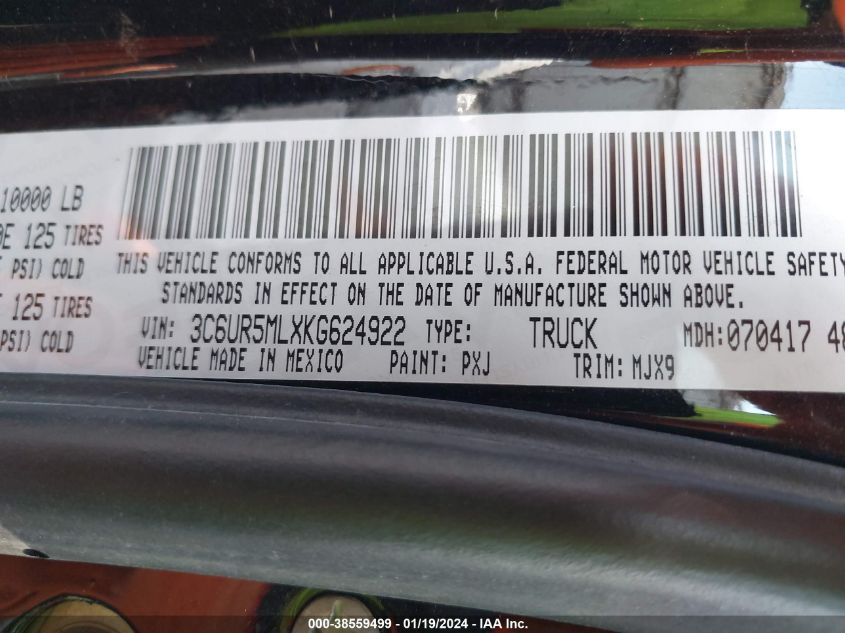 10000 LB
125 TIRES
PSI) COLD
125 TIRES
PSI) COLD
THIS VEHICLE CONFORMS TO ALL APPLICABLE U.S.A. FEDERAL MOTOR VEHICLE SAFETY
STANDARDS IN EFFECT ON THE DATE OF MANUFACTURE SHOWN ABOVE.
VIN: 3C6UR5MLXKG624922 TYPE: TRUCK MDH:070417 48
VEHICLE MADE IN MEXICO PAINT: PXJ TRIM: MJX9
000-38559499 - 01/19/2024 - IAA Inc.